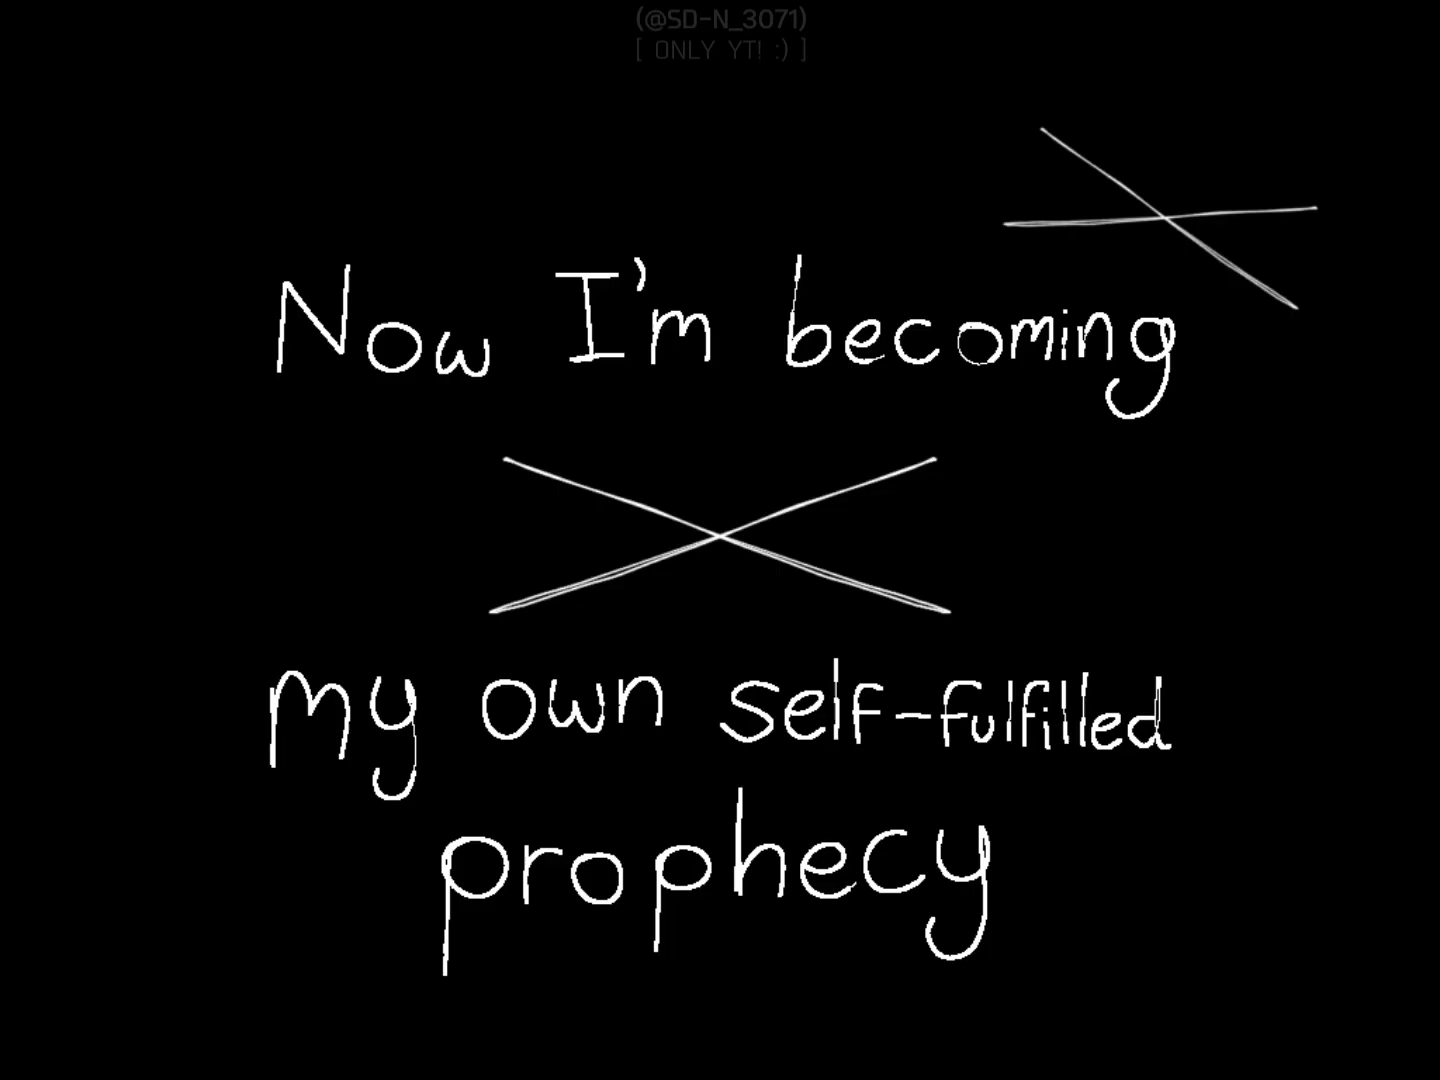 (@SD-N_3071)
[ ONLY YT! :) ]
Now I'm becoming
my own self-fulfilled
prophecy